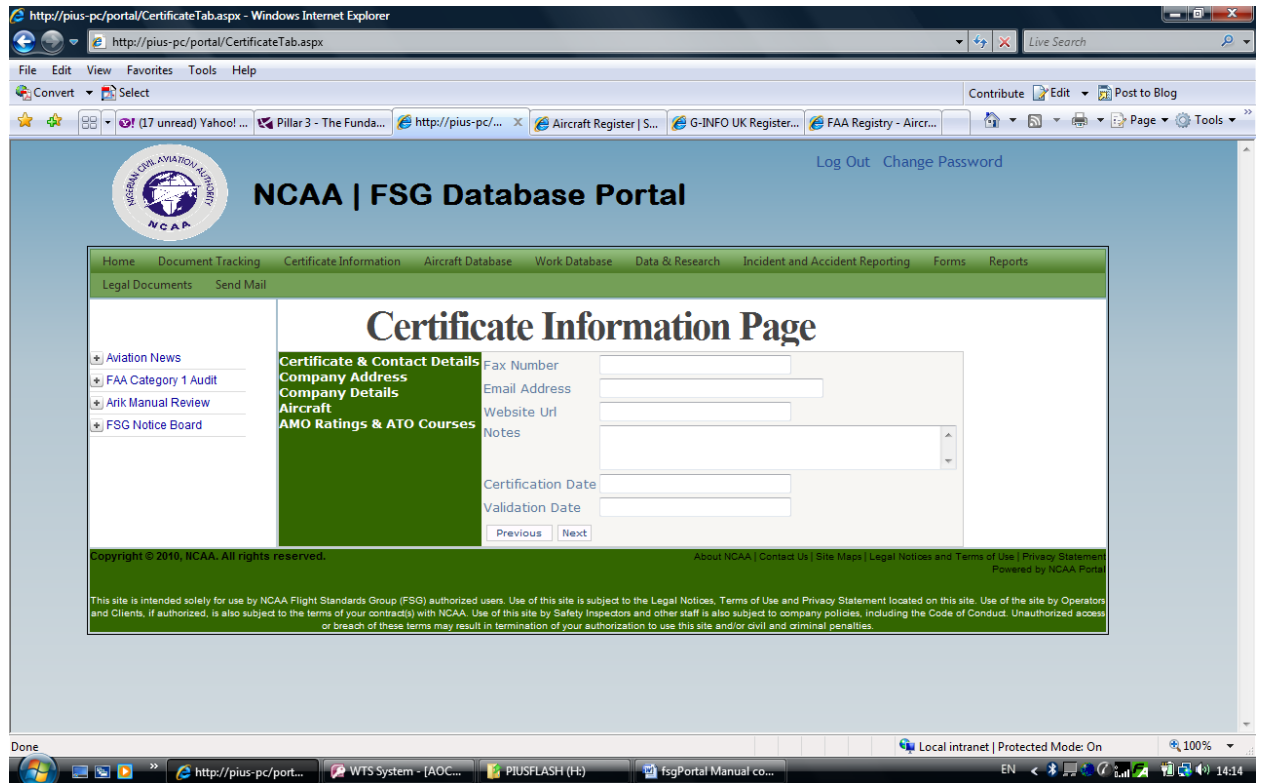 http://pius-pc/portal/CertificateTab.aspx - Windows Internet Explorer
http://pius-pc/portal/CertificateTab.aspx
Live Search
File Edit View Favorites Tools Help
Convert Select
Contribute Edit Post to Blog
(17 unread) Yahoo! ... Pillar 3 - The Funda... http://pius-pc/... X Aircraft Register | S... G-INFO UK Register... FAA Registry - Aircr... Page Tools
NIGERIAN CIVIL AVIATION AUTHORITY
NCAA
Log Out Change Password
NCAA | FSG Database Portal
Home Document Tracking Certificate Information Aircraft Database Work Database Data & Research Incident and Accident Reporting Forms Reports
Legal Documents Send Mail
Certificate Information Page
Aviation News
FAA Category 1 Audit
Arik Manual Review
FSG Notice Board
Certificate & Contact Details
Company Address
Company Details
Aircraft
AMO Ratings & ATO Courses
Fax Number
Email Address
Website Url
Notes
Certification Date
Validation Date
Previous Next
Copyright © 2010, NCAA. All rights reserved.
About NCAA | Contact Us | Site Maps | Legal Notices and Terms of Use | Privacy Statement
Powered by NCAA Portal
This site is intended solely for use by NCAA Flight Standards Group (FSG) authorized users. Use of this site is subject to the Legal Notices, Terms of Use and Privacy Statement located on this site. Use of the site by Operators
and Clients, if authorized, is also subject to the terms of your contract(s) with NCAA. Use of this site by Safety Inspectors and other staff is also subject to company policies, including the Code of Conduct. Unauthorized access
or breach of these terms may result in termination of your authorization to use this site and/or civil and criminal penalties.
Done
Local intranet | Protected Mode: On
100%
http://pius-pc/port... WTS System - [AOC... PIUSFLASH (H:) fsgPortal Manual co... EN 14:14